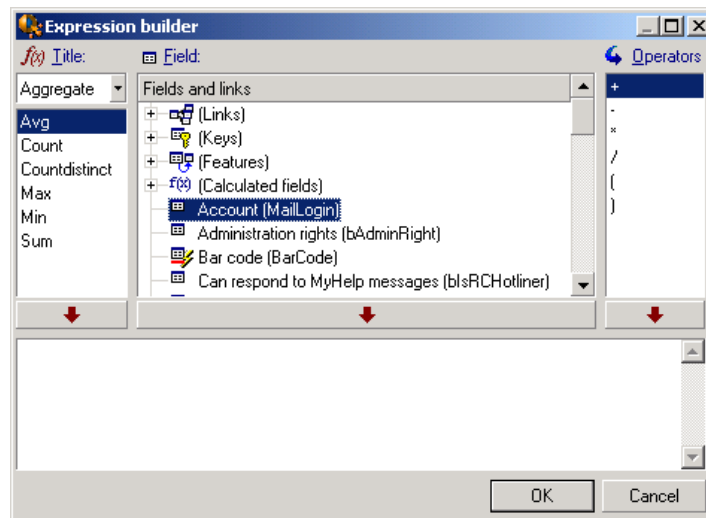 Expression builder
f(x) Title:
Field:
Operators
Aggregate
Fields and links
Avg
Count
Countdistinct
Max
Min
Sum
(Links)
(Keys)
(Features)
f(x) (Calculated fields)
Account (MailLogin)
Administration rights (bAdminRight)
Bar code (BarCode)
Can respond to MyHelp messages (bIsRCHotliner)
+
-
*
/
(
)
OK
Cancel